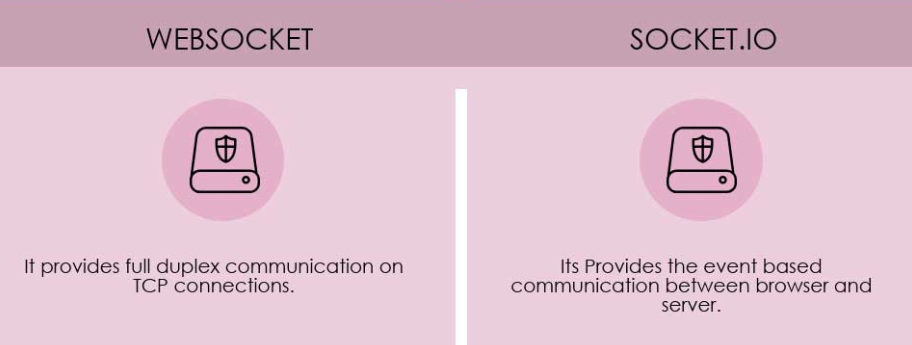 WEBSOCKET
SOCKET.IO
It provides full duplex communication on
TCP connections.
Its Provides the event based
communication between browser and
server.